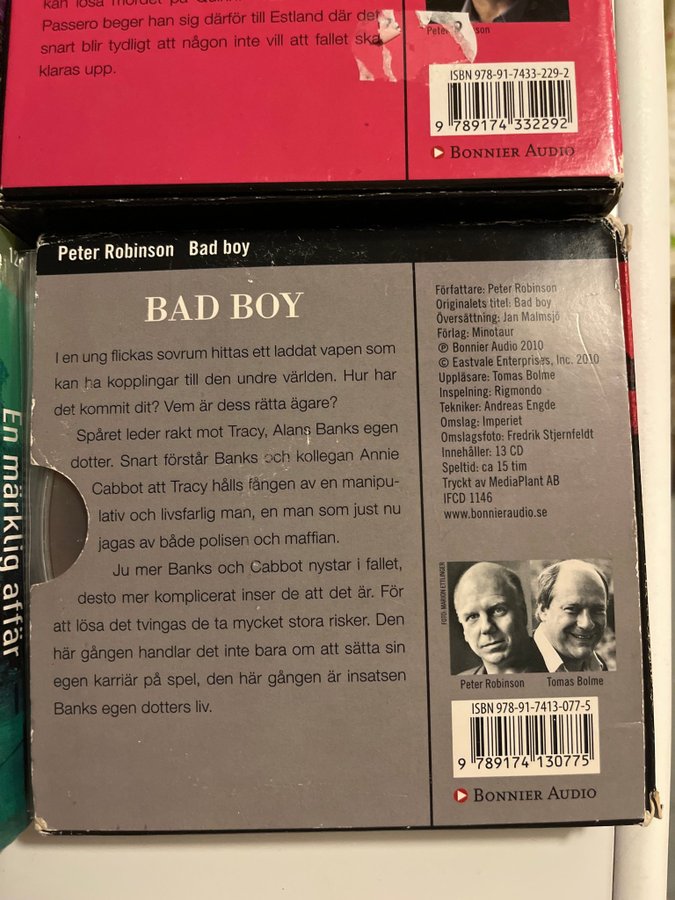 kan lösa mordet på
Passero beger han sig därför till Estland där det
snart blir tydligt att någon inte vill att fallet ska
klaras upp.
Peter Robinson
ISBN 978-91-7433-229-2
9 789174 332292
BONNIER AUDIO
En märklig affär
Peter Robinson Bad boy
BAD BOY
I en ung flickas sovrum hittas ett laddat vapen som
kan ha kopplingar till den undre världen. Hur har
det kommit dit? Vem är dess rätta ägare?
Spåret leder rakt mot Tracy, Alans Banks egen
dotter. Snart förstår Banks och kollegan Annie
Cabbot att Tracy hålls fången av en manipu-
lativ och livsfarlig man, en man som just nu
jagas av både polisen och maffian.
Ju mer Banks och Cabbot nystar i fallet,
desto mer komplicerat inser de att det är. För
att lösa det tvingas de ta mycket stora risker. Den
här gången handlar det inte bara om att sätta sin
egen karriär på spel, den här gången är insatsen
Banks egen dotters liv.
Författare: Peter Robinson
Originalets titel: Bad boy
Översättning: Jan Malmsjö
Förlag: Minotaur
℗ Bonnier Audio 2010
© Eastvale Enterprises, Inc. 2010
Uppläsare: Tomas Bolme
Inspelning: Rigmondo
Tekniker: Andreas Engde
Omslag: Imperiet
Omslagsfoto: Fredrik Stjernfeldt
Innehåller: 13 CD
Speltid: ca 15 tim
Tryckt av MediaPlant AB
IFCD 1146
www.bonnieraudio.se
FOTO: MARION ETTLINGER
Peter Robinson Tomas Bolme
ISBN 978-91-7413-077-5
9 789174 130775
BONNIER AUDIO